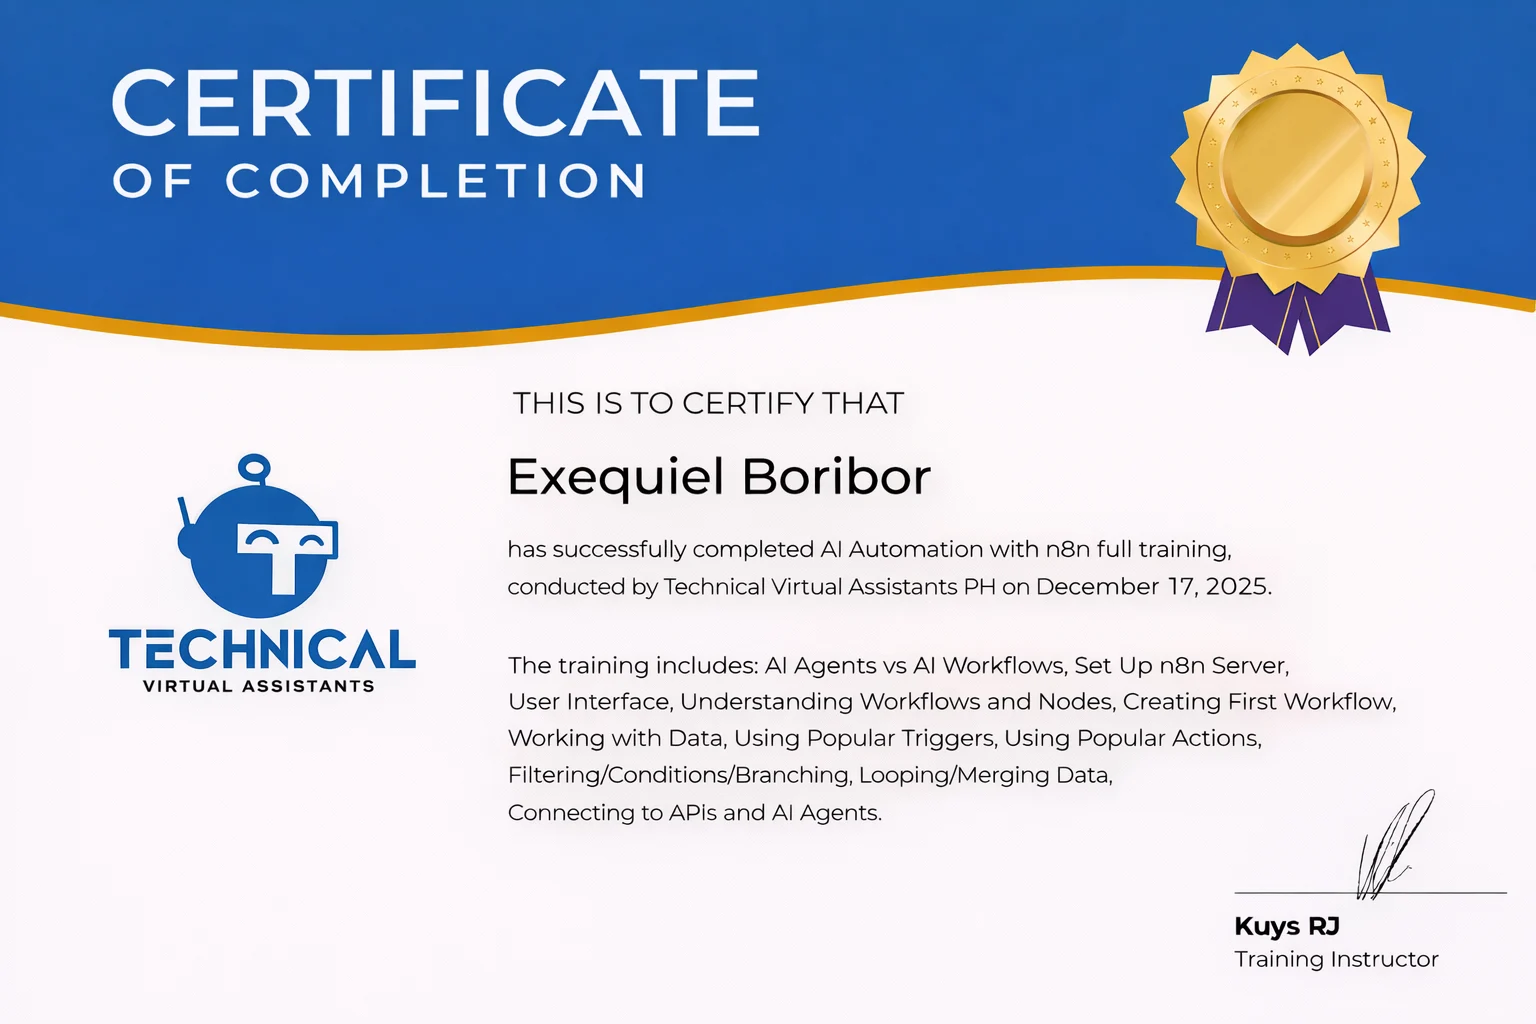 CERTIFICATE
OF COMPLETION
THIS IS TO CERTIFY THAT
Exequiel Boribor
has successfully completed AI Automation with n8n full training,
conducted by Technical Virtual Assistants PH on December 17, 2025.
TECHNICAL
VIRTUAL ASSISTANTS
The training includes: AI Agents vs AI Workflows, Set Up n8n Server,
User Interface, Understanding Workflows and Nodes, Creating First Workflow,
Working with Data, Using Popular Triggers, Using Popular Actions,
Filtering/Conditions/Branching, Looping/Merging Data,
Connecting to APIs and AI Agents.
Kuys RJ
Training Instructor